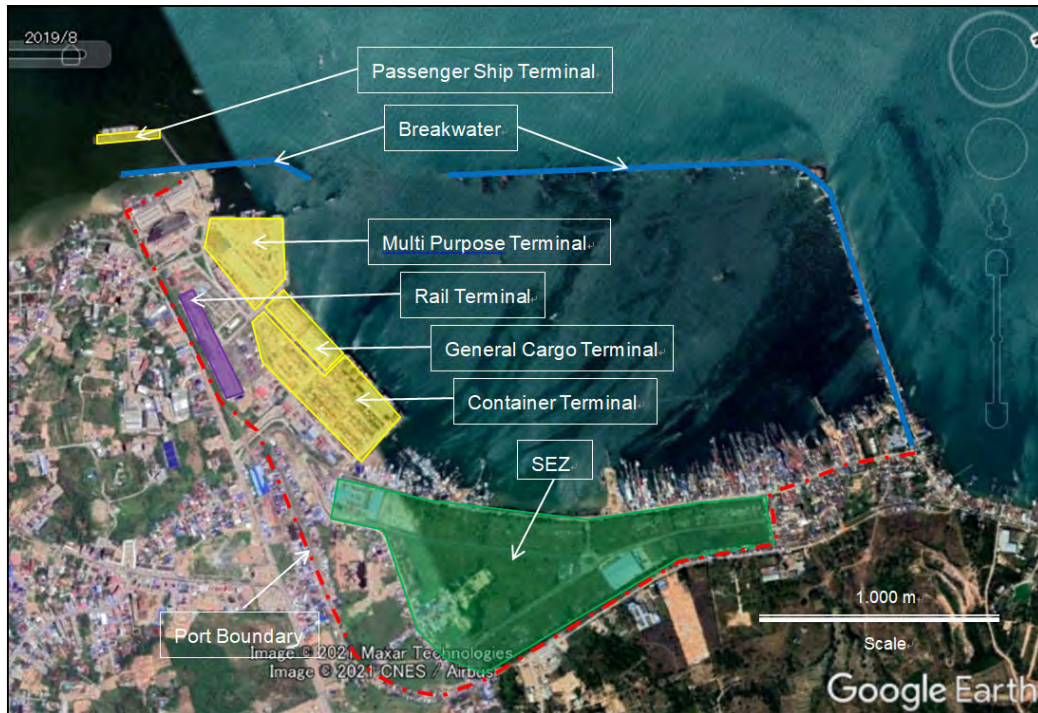 2019/8
Passenger Ship Terminal
Breakwater
Multi Purpose Terminal
Rail Terminal
General Cargo Terminal
Container Terminal
SEZ
1.000 m
Scale
Port Boundary
Image © 2021 Maxar Technologies
Image © 2021 CNES / Airbus
Google Earth